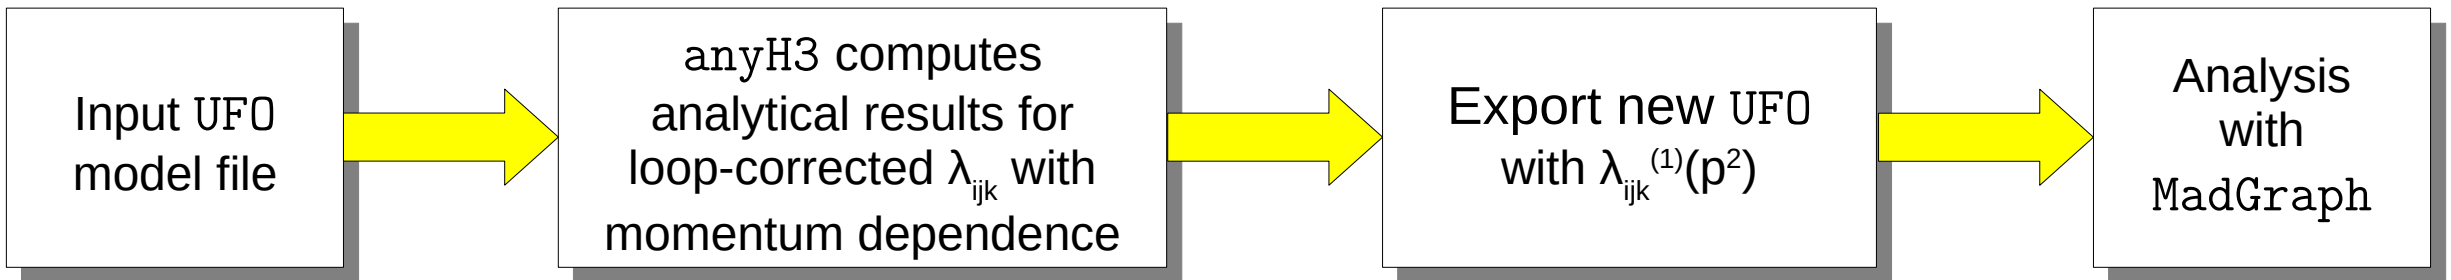 Input UFO
model file
anyH3 computes
analytical results for
loop-corrected λijk with
momentum dependence
Export new UFO
with λijk(1)(p2)
Analysis
with
MadGraph